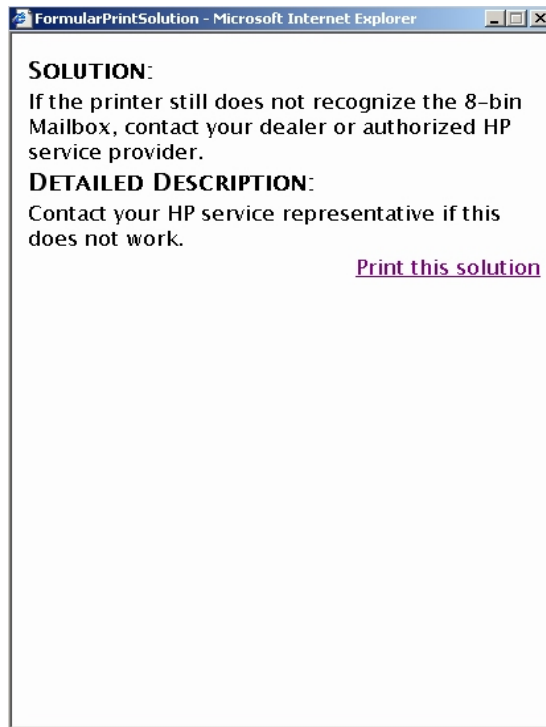 FormularPrintSolution - Microsoft Internet Explorer
SOLUTION:
If the printer still does not recognize the 8-bin
Mailbox, contact your dealer or authorized HP
service provider.
DETAILED DESCRIPTION:
Contact your HP service representative if this
does not work.
Print this solution